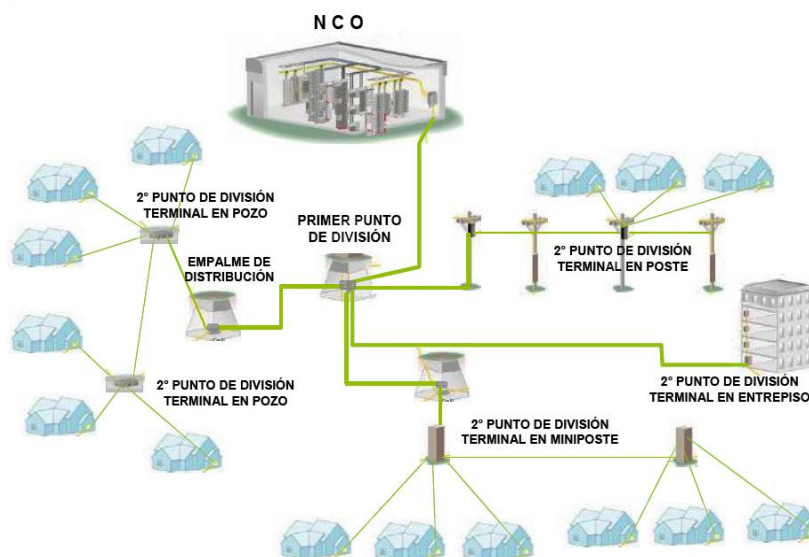 N C O
2° PUNTO DE DIVISIÓN
TERMINAL EN POZO
PRIMER PUNTO
DE DIVISIÓN
EMPALME DE
DISTRIBUCIÓN
2° PUNTO DE DIVISIÓN
TERMINAL EN POSTE
2° PUNTO DE DIVISIÓN
TERMINAL EN POZO
2° PUNTO DE DIVISIÓN
TERMINAL EN ENTREPISO
2° PUNTO DE DIVISIÓN
TERMINAL EN MINIPOSTE